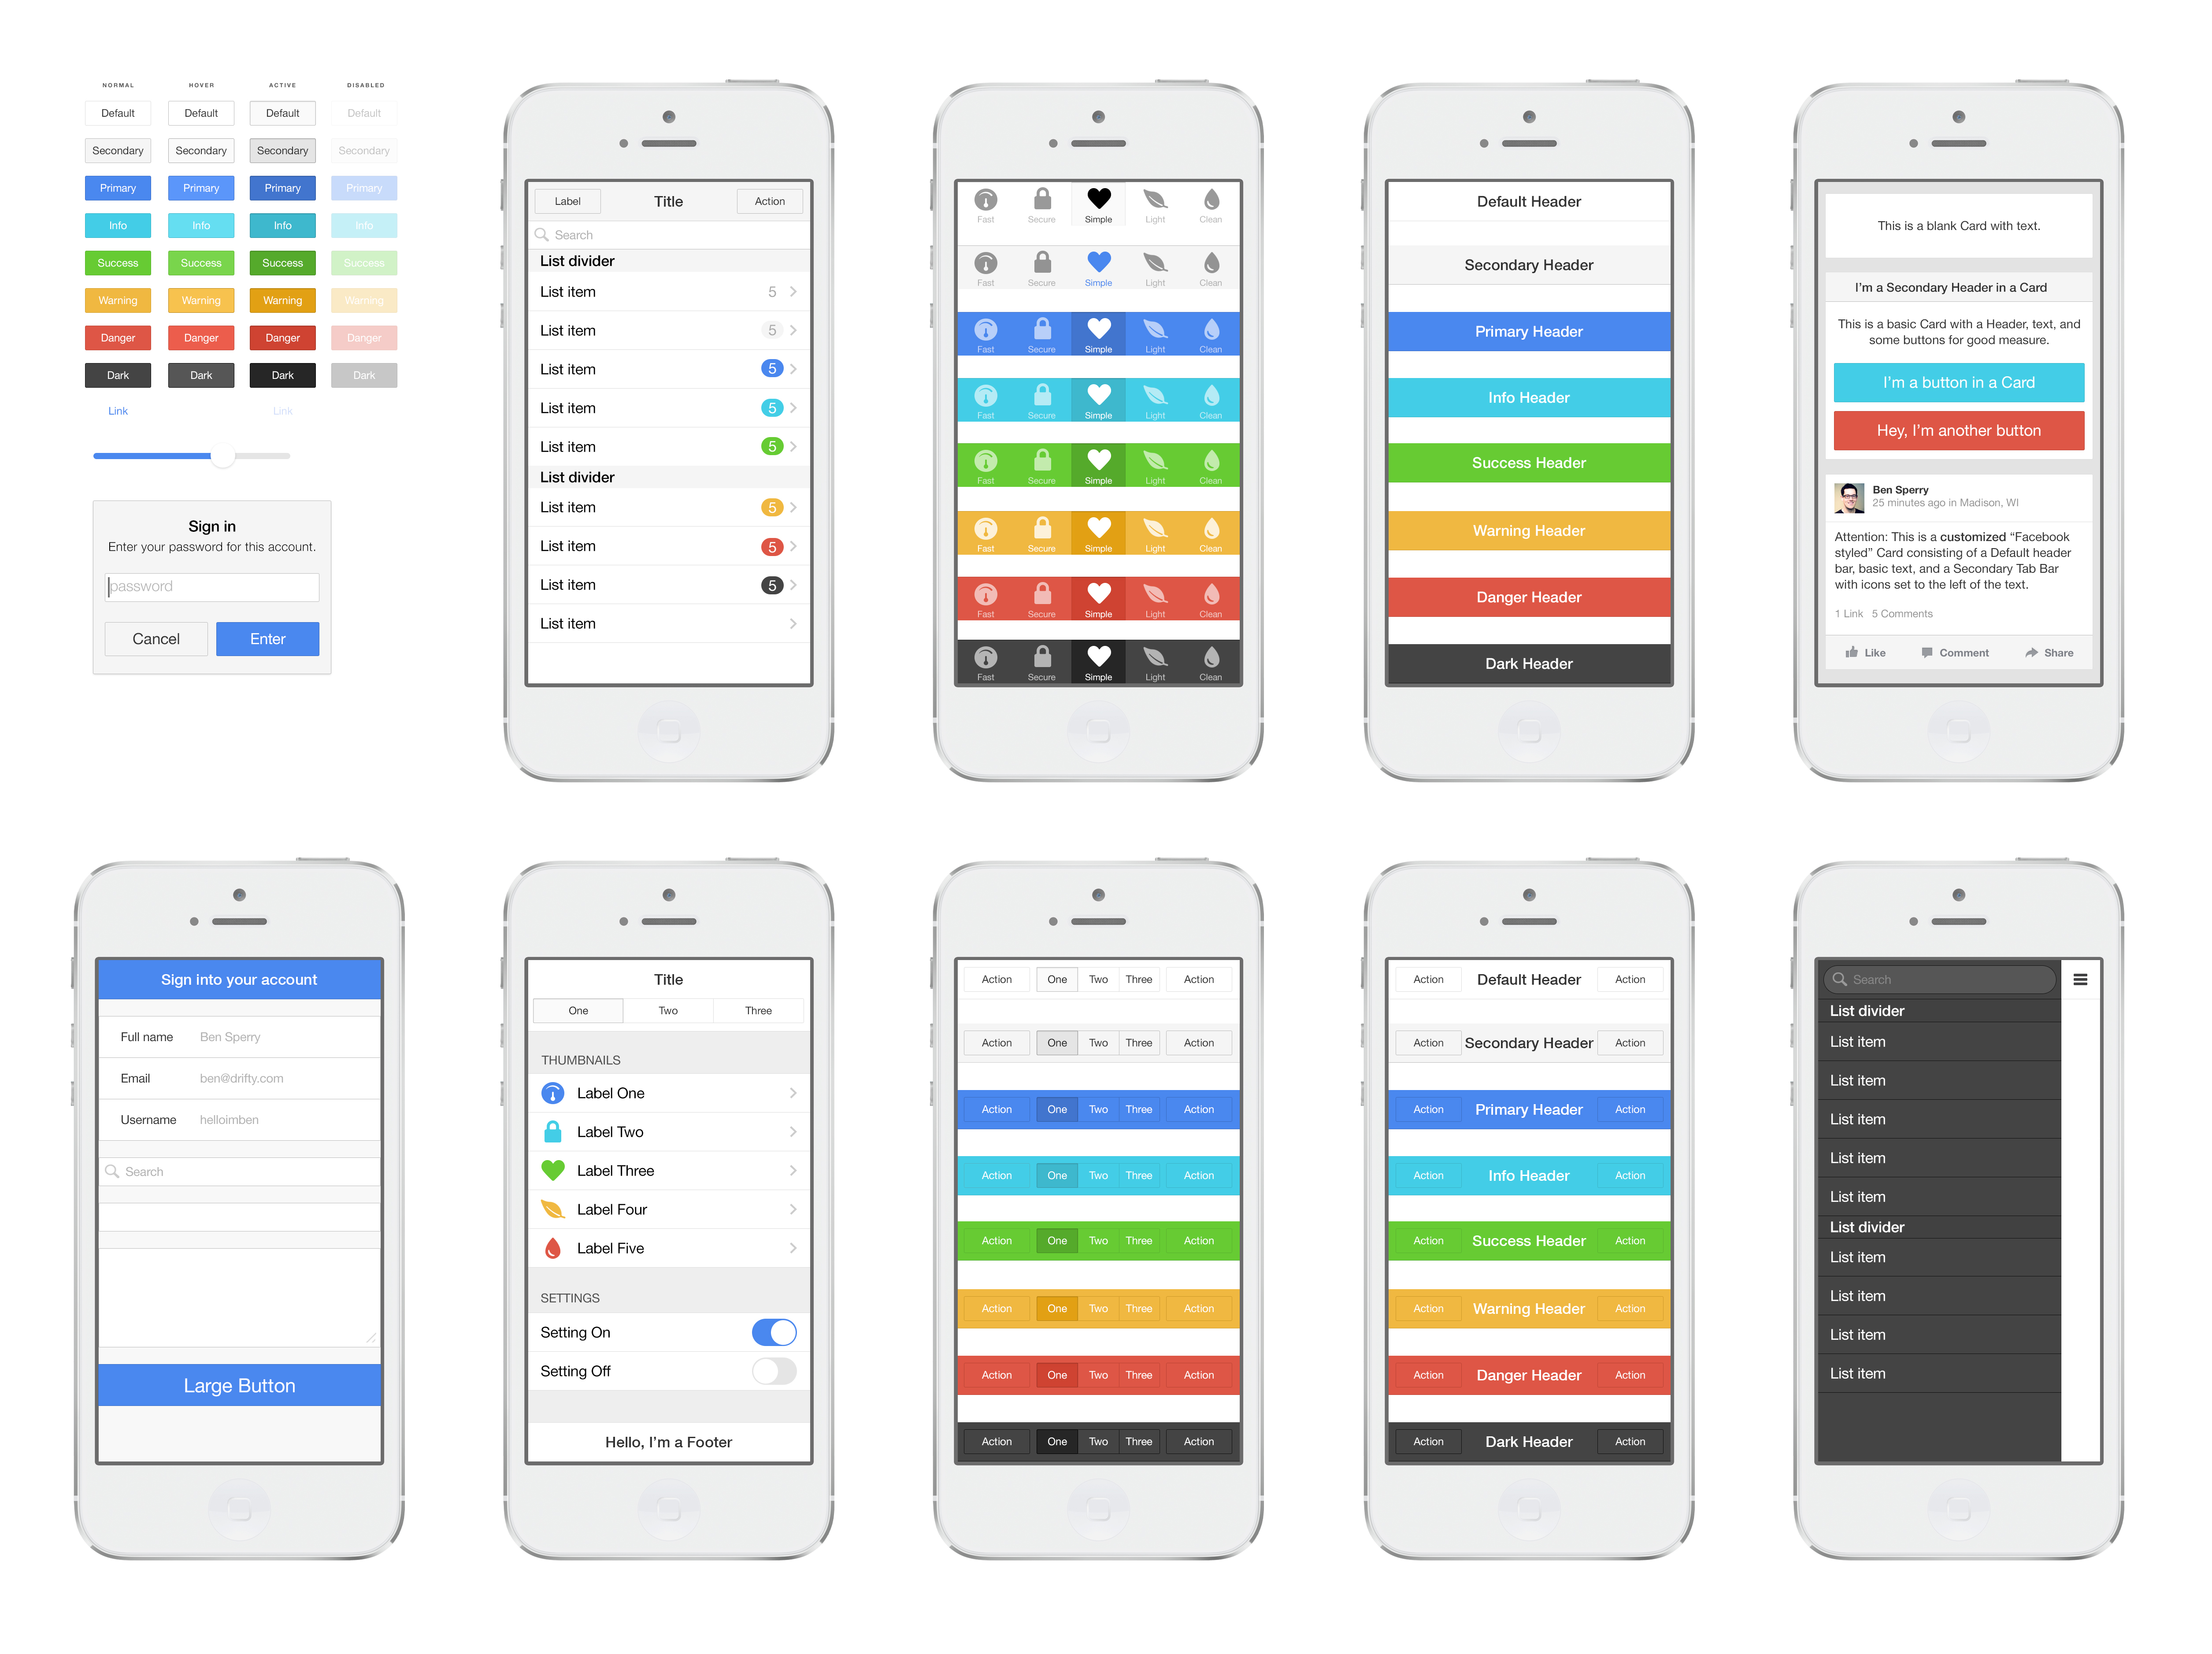 NORMAL HOVER ACTIVE DISABLED
Default Default Default Default
Secondary Secondary Secondary Secondary
Primary Primary Primary Primary
Info Info Info Info
Success Success Success Success
Warning Warning Warning Warning
Danger Danger Danger Danger
Dark Dark Dark Dark
Link Link
Sign in
Enter your password for this account.
password
Cancel Enter
Label Title Action
Search
List divider
List item 5
List item 5
List item 5
List item 5
List item 5
List divider
List item 5
List item 5
List item 5
List item
Fast Secure Simple Light Clean
Fast Secure Simple Light Clean
Fast Secure Simple Light Clean
Fast Secure Simple Light Clean
Fast Secure Simple Light Clean
Fast Secure Simple Light Clean
Fast Secure Simple Light Clean
Fast Secure Simple Light Clean
Default Header
Secondary Header
Primary Header
Info Header
Success Header
Warning Header
Danger Header
Dark Header
This is a blank Card with text.
I'm a Secondary Header in a Card
This is a basic Card with a Header, text, and
some buttons for good measure.
I'm a button in a Card
Hey, I'm another button
Ben Sperry
25 minutes ago in Madison, WI
Attention: This is a customized “Facebook
styled” Card consisting of a Default header
bar, basic text, and a Secondary Tab Bar
with icons set to the left of the text.
1 Link 5 Comments
Like Comment Share
Sign into your account
Full name Ben Sperry
Email ben@drifty.com
Username helloimben
Search
Large Button
Title
One Two Three
THUMBNAILS
Label One
Label Two
Label Three
Label Four
Label Five
SETTINGS
Setting On
Setting Off
Hello, I'm a Footer
Action One Two Three Action
Action One Two Three Action
Action One Two Three Action
Action One Two Three Action
Action One Two Three Action
Action One Two Three Action
Action One Two Three Action
Action One Two Three Action
Action Default Header Action
Action Secondary Header Action
Action Primary Header Action
Action Info Header Action
Action Success Header Action
Action Warning Header Action
Action Danger Header Action
Action Dark Header Action
Search
List divider
List item
List item
List item
List item
List item
List divider
List item
List item
List item
List item